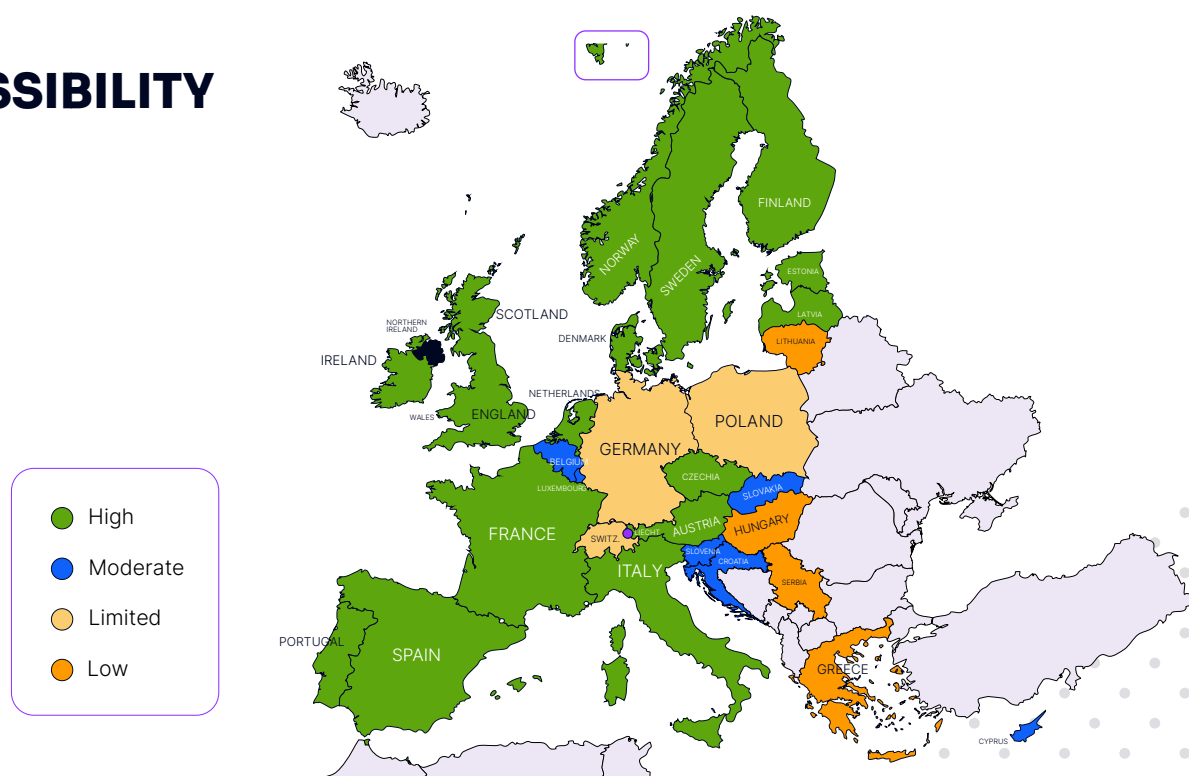 SSIBILITY
FINLAND
NORWAY
SWEDEN
ESTONIA
LATVIA
LITHUANIA
SCOTLAND
NORTHERN
IRELAND
DENMARK
IRELAND
NETHERLANDS
WALES
ENGLAND
POLAND
GERMANY
BELGIUM
CZECHIA
LUXEMBOURG
SLOVAKIA
FRANCE
AUSTRIA
HUNGARY
SWITZ.
LIECHT.
SLOVENIA
CROATIA
ITALY
SERBIA
PORTUGAL
SPAIN
GREECE
CYPRUS
High
Moderate
Limited
Low